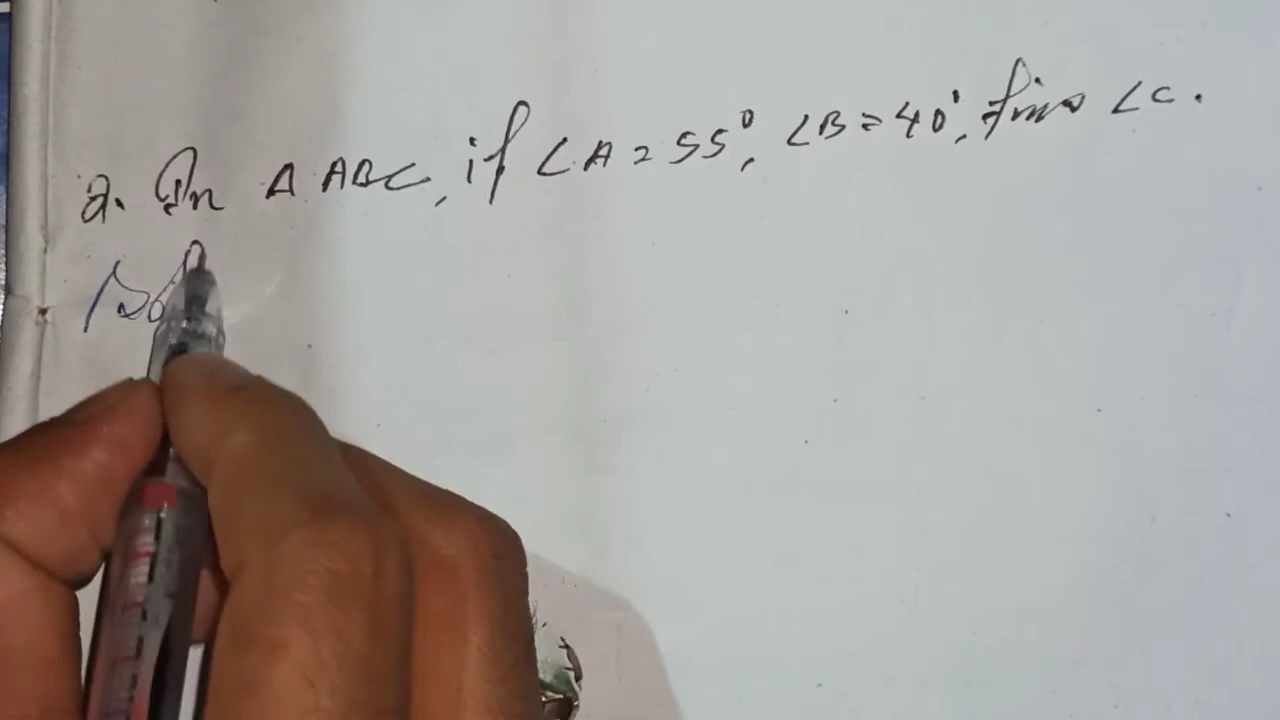 2. In Δ ABC, if ∠A = 55°, ∠B = 40°, find ∠C.
Sol